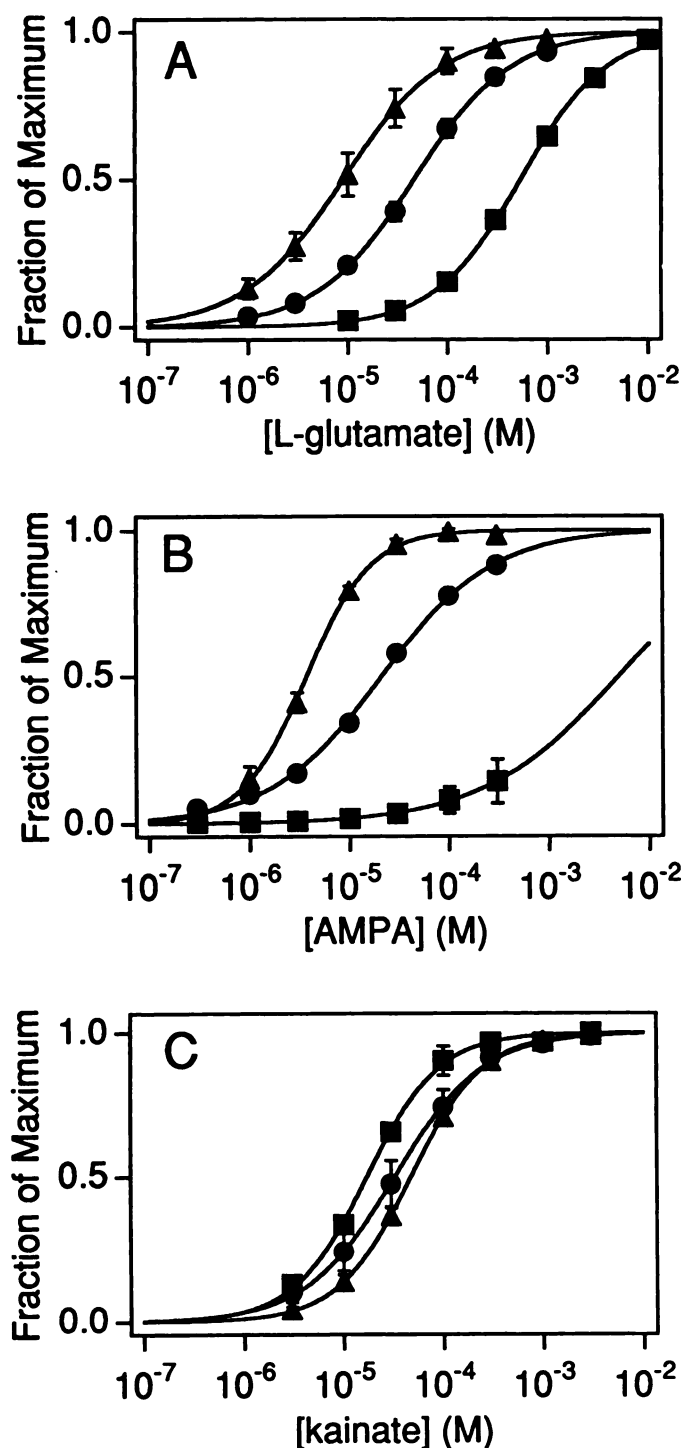 A
Fraction of Maximum
1.0
0.5
0.0
10⁻⁷ 10⁻⁶ 10⁻⁵ 10⁻⁴ 10⁻³ 10⁻²
[L-glutamate] (M)
B
Fraction of Maximum
1.0
0.5
0.0
10⁻⁷ 10⁻⁶ 10⁻⁵ 10⁻⁴ 10⁻³ 10⁻²
[AMPA] (M)
C
Fraction of Maximum
1.0
0.5
0.0
10⁻⁷ 10⁻⁶ 10⁻⁵ 10⁻⁴ 10⁻³ 10⁻²
[kainate] (M)